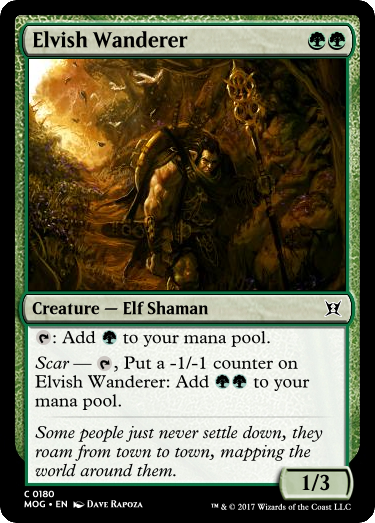 Elvish Wanderer
Creature — Elf Shaman
: Add to your mana pool.
Scar — , Put a -1/-1 counter on
Elvish Wanderer: Add to your
mana pool.
Some people just never settle down, they
roam from town to town, mapping the
world around them.
1/3
C 0180
MOG • EN DAVE RAPOZA
™ & © 2017 Wizards of the Coast LLC